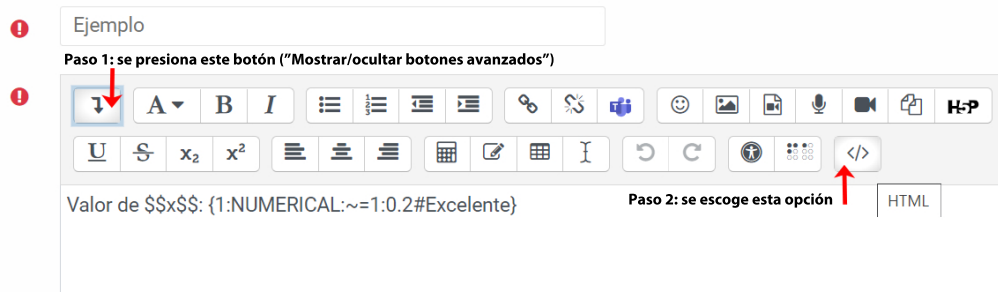 Ejemplo
Paso 1: se presiona este botón ("Mostrar/ocultar botones avanzados")
A B I H5P
U S x₂ x²
Paso 2: se escoge esta opción
HTML
Valor de $$x$$: {1:NUMERICAL:~=1:0.2#Excelente}